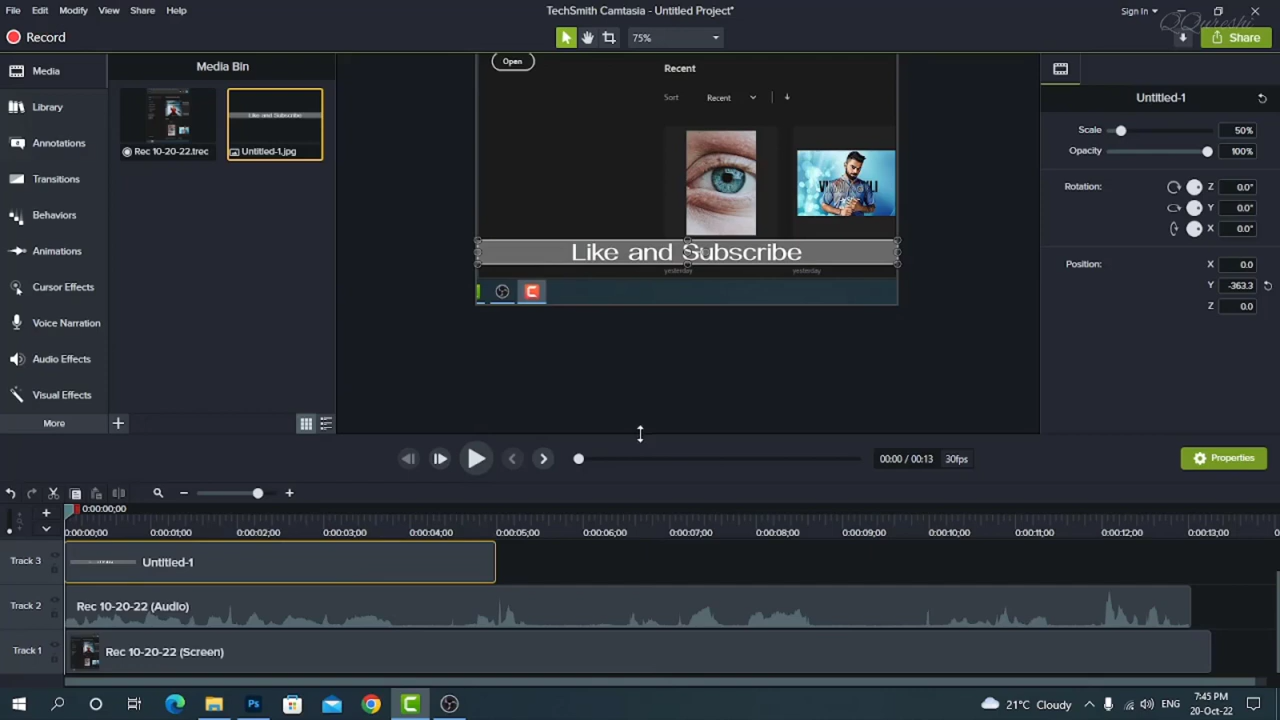 File Edit Modify View Share Help
TechSmith Camtasia - Untitled Project*
Sign In
QQureshi
Record
75%
Share
Media
Library
Annotations
Transitions
Behaviors
Animations
Cursor Effects
Voice Narration
Audio Effects
Visual Effects
More
Media Bin
Rec 10-20-22.trec
Like and Subscribe
Untitled-1.jpg
Open
Recent
Sort Recent
Like and Subscribe
yesterday yesterday
Untitled-1
Scale 50%
Opacity 100%
Rotation: Z 0.0°
Y 0.0°
X 0.0°
Position: X 0.0
Y -363.3
Z 0.0
00:00 / 00:13 30fps
Properties
0:00:00;00
0:00:00;00 0:00:01;00 0:00:02;00 0:00:03;00 0:00:04;00 0:00:05;00 0:00:06;00 0:00:07;00 0:00:08;00 0:00:09;00 0:00:10;00 0:00:11;00 0:00:12;00 0:00:13;00
Track 3 Untitled-1
Track 2 Rec 10-20-22 (Audio)
Track 1 Rec 10-20-22 (Screen)
Ps
21°C Cloudy
ENG
7:45 PM
20-Oct-22